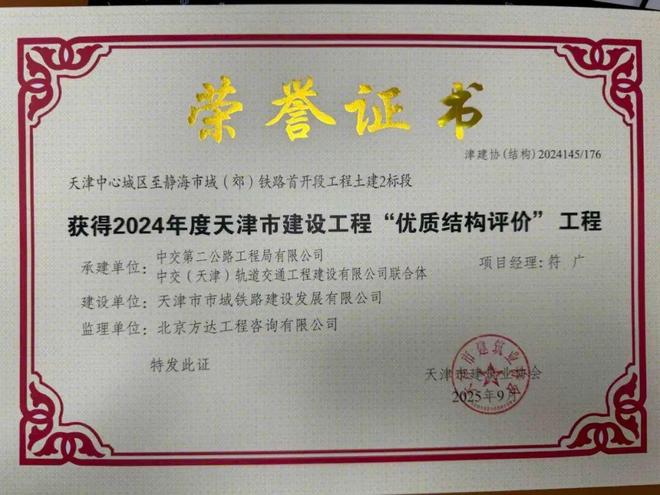 荣誉证书
津建协(结构)2024145/176
天津中心城区至静海市域（郊）铁路首开段工程土建2标段
获得2024年度天津市建设工程“优质结构评价”工程
承建单位：中交第二公路工程局有限公司
中交（天津）轨道交通工程建设有限公司联合体
项目经理：符广
建设单位：天津市市域铁路建设发展有限公司
监理单位：北京方达工程咨询有限公司
特发此证
天津市建筑业协会
2025年9月